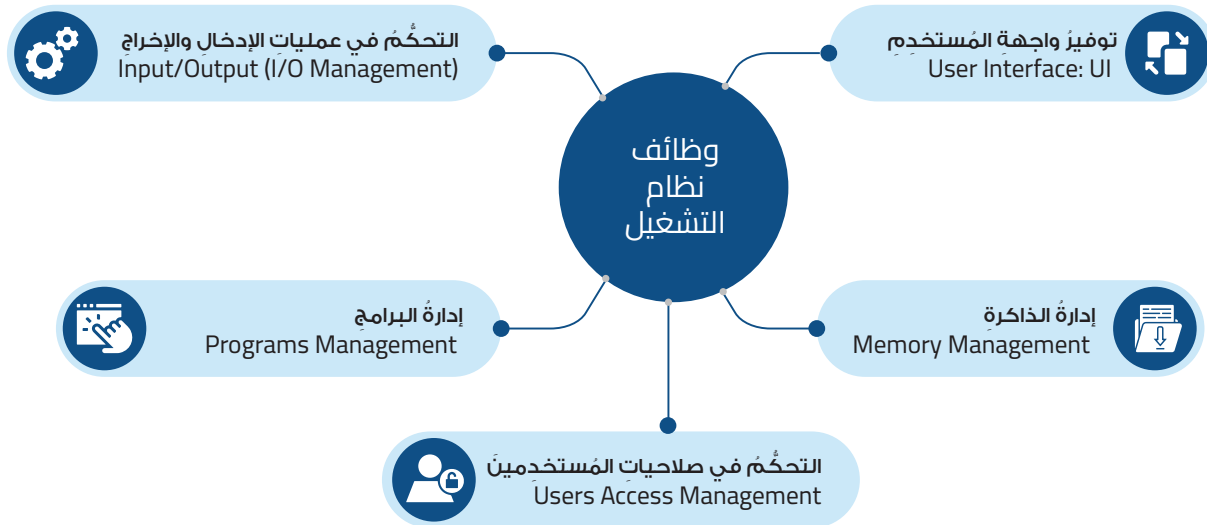 وظائف
نظام
التشغيل
توفيرُ واجهةِ المُستخدِمِ
User Interface: UI
التحكُّمُ في عملياتِ الإدخالِ والإخراجِ
Input/Output (I/O Management)
إدارةُ الذاكرةِ
Memory Management
إدارةُ البرامجِ
Programs Management
التحكُّمُ في صلاحياتِ المُستخدِمينَ
Users Access Management